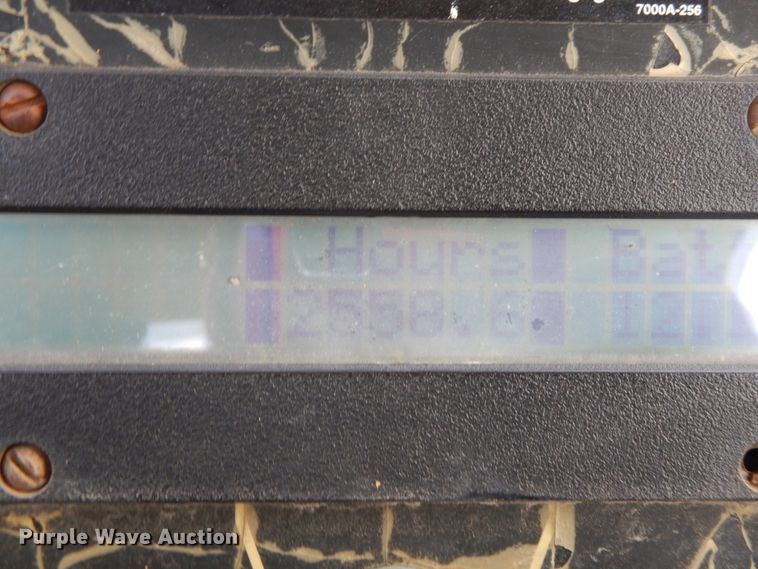 7000A-256
Hours
Bat
2558.6
12.
Purple Wave Auction